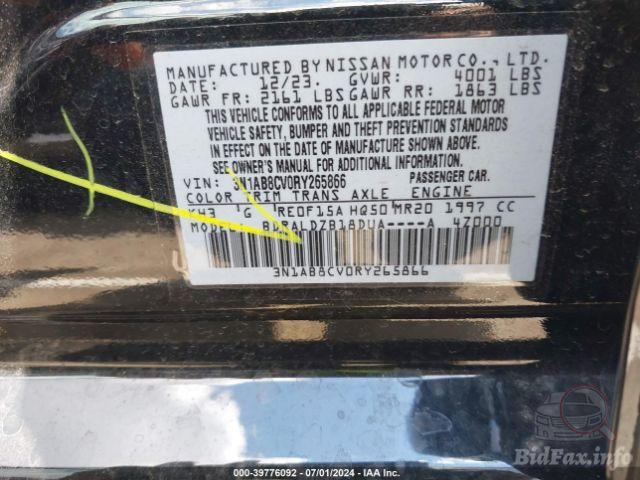 MANUFACTURED BY NISSAN MOTOR CO., LTD.
DATE: 12/23. GVWR: 4001 LBS
GAWR FR: 2161 LBS GAWR RR: 1863 LBS
THIS VEHICLE CONFORMS TO ALL APPLICABLE FEDERAL MOTOR
VEHICLE SAFETY, BUMPER AND THEFT PREVENTION STANDARDS
IN EFFECT ON THE DATE OF MANUFACTURE SHOWN ABOVE.
SEE OWNER'S MANUAL FOR ADDITIONAL INFORMATION.
VIN: 3N1AB8CV0RY265866 PASSENGER CAR.
COLOR TRIM TRANS AXLE ENGINE
G RE0F15A HQ50 MR20 1997 CC
MODEL: 47000
3N1AB8CV0RY265866
000-39776092 - 07/01/2024 - IAA Inc.
BidFax.info